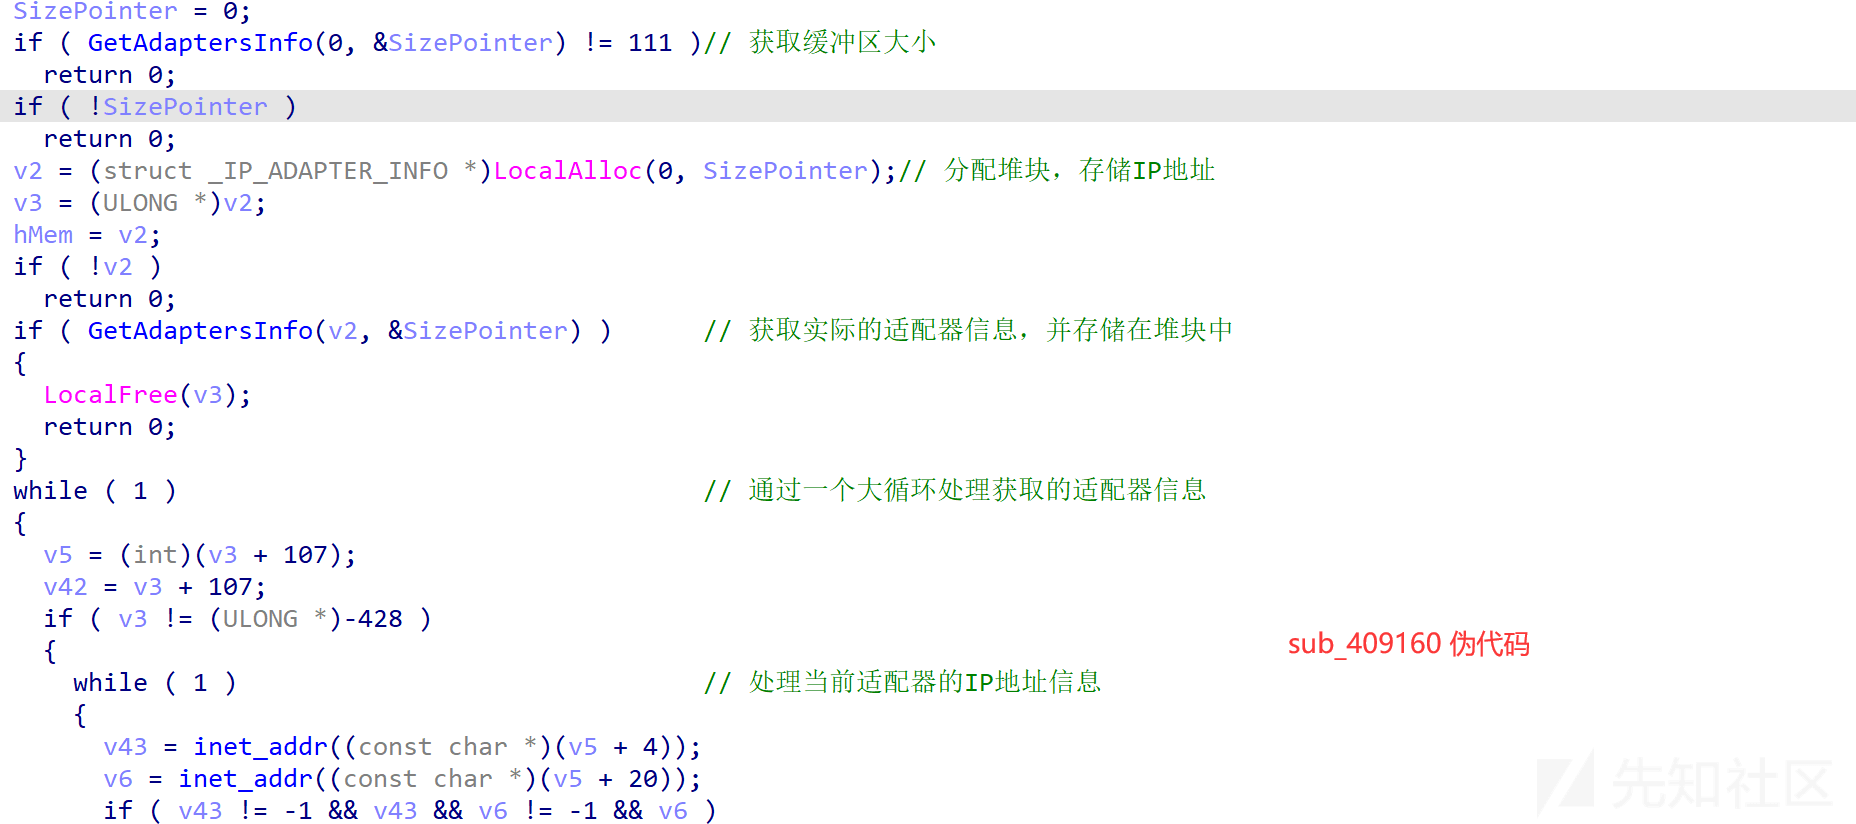 SizePointer = 0;
if ( GetAdaptersInfo(0, &SizePointer) != 111 )// 获取缓冲区大小
  return 0;
if ( !SizePointer )
  return 0;
v2 = (struct _IP_ADAPTER_INFO *)LocalAlloc(0, SizePointer);// 分配堆块，存储IP地址
v3 = (ULONG *)v2;
hMem = v2;
if ( !v2 )
  return 0;
if ( GetAdaptersInfo(v2, &SizePointer) )      // 获取实际的适配器信息，并存储在堆块中
{
  LocalFree(v3);
  return 0;
}
while ( 1 )                                   // 通过一个大循环处理获取的适配器信息
{
  v5 = (int)(v3 + 107);
  v42 = v3 + 107;
  if ( v3 != (ULONG *)-428 )
  {
sub_409160 伪代码
    while ( 1 )                               // 处理当前适配器的IP地址信息
    {
      v43 = inet_addr((const char *)(v5 + 4));
      v6 = inet_addr((const char *)(v5 + 20));
      if ( v43 != -1 && v43 && v6 != -1 && v6 )
先知社区